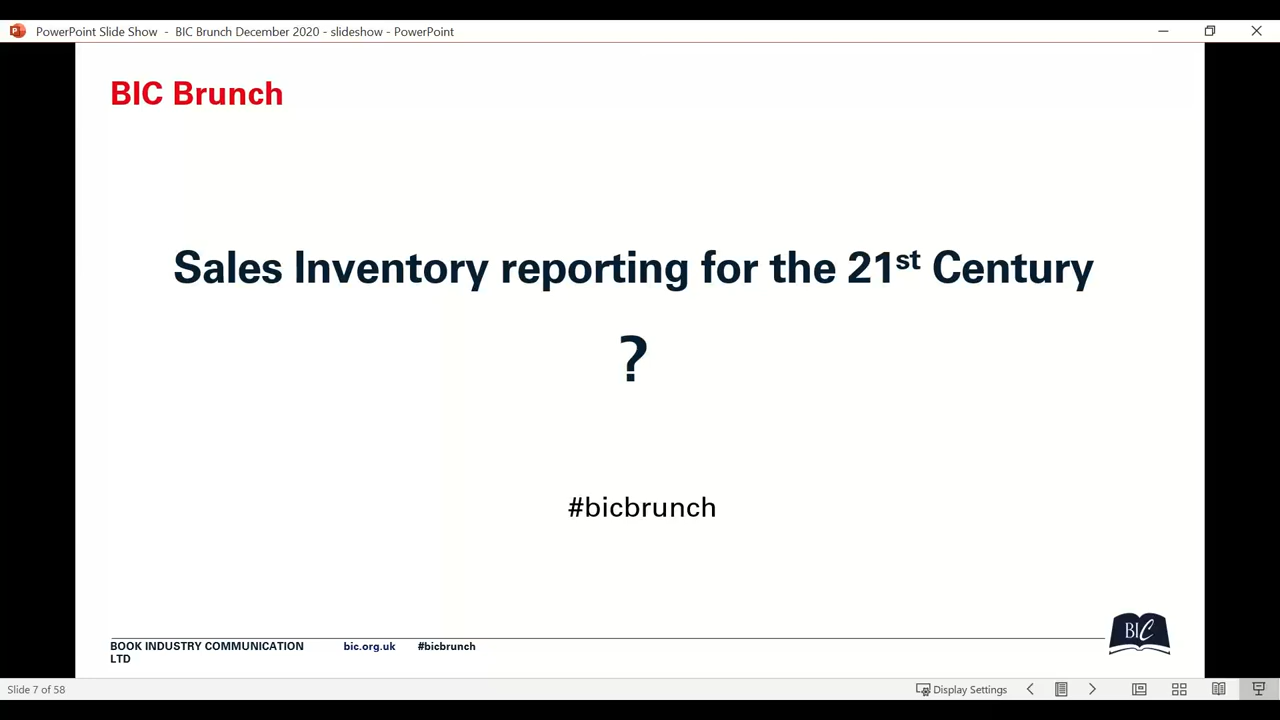 PowerPoint Slide Show - BIC Brunch December 2020 - slideshow - PowerPoint
BIC Brunch
Sales Inventory reporting for the 21st Century
?
#bicbrunch
BOOK INDUSTRY COMMUNICATION LTD
bic.org.uk
#bicbrunch
BIC
Slide 7 of 58
Display Settings